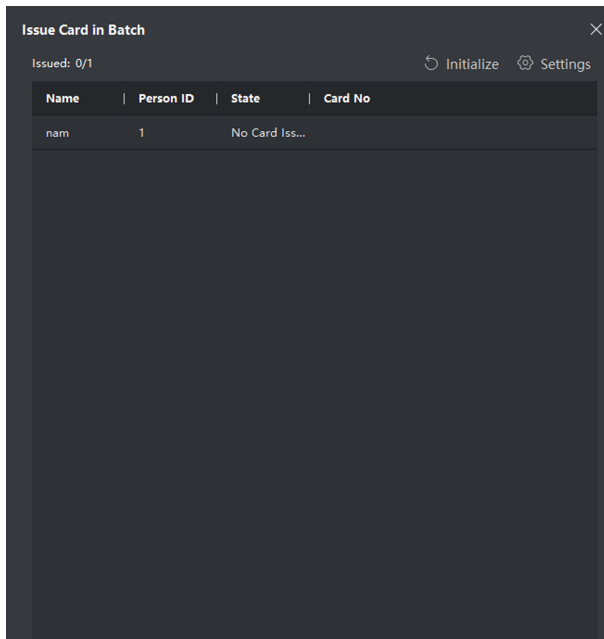 Issue Card in Batch
Issued: 0/1 Initialize Settings
Name | Person ID | State | Card No
nam 1 No Card Iss...